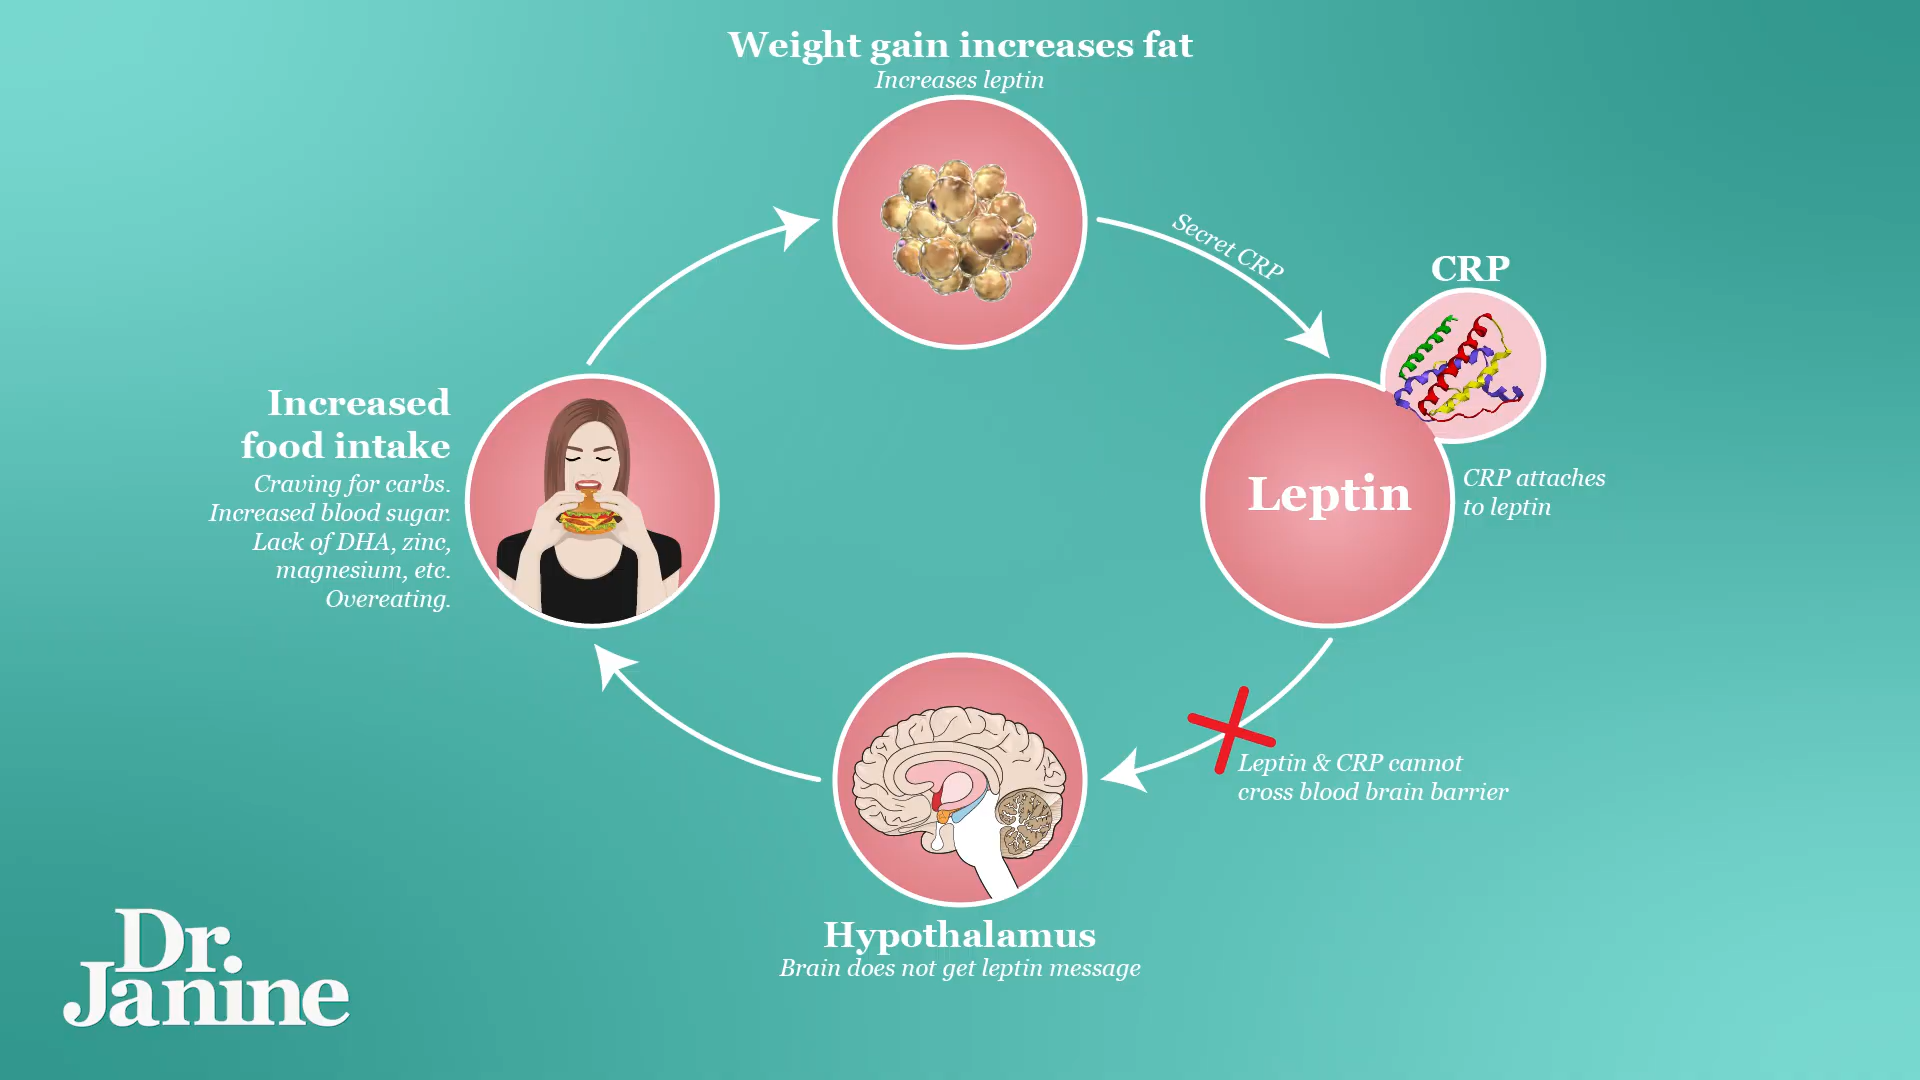 Weight gain increases fat
Increases leptin
Secret CRP
CRP
Leptin
CRP attaches
to leptin
Leptin & CRP cannot
cross blood brain barrier
Hypothalamus
Brain does not get leptin message
Increased
food intake
Craving for carbs.
Increased blood sugar.
Lack of DHA, zinc,
magnesium, etc.
Overeating.
Dr.
Janine